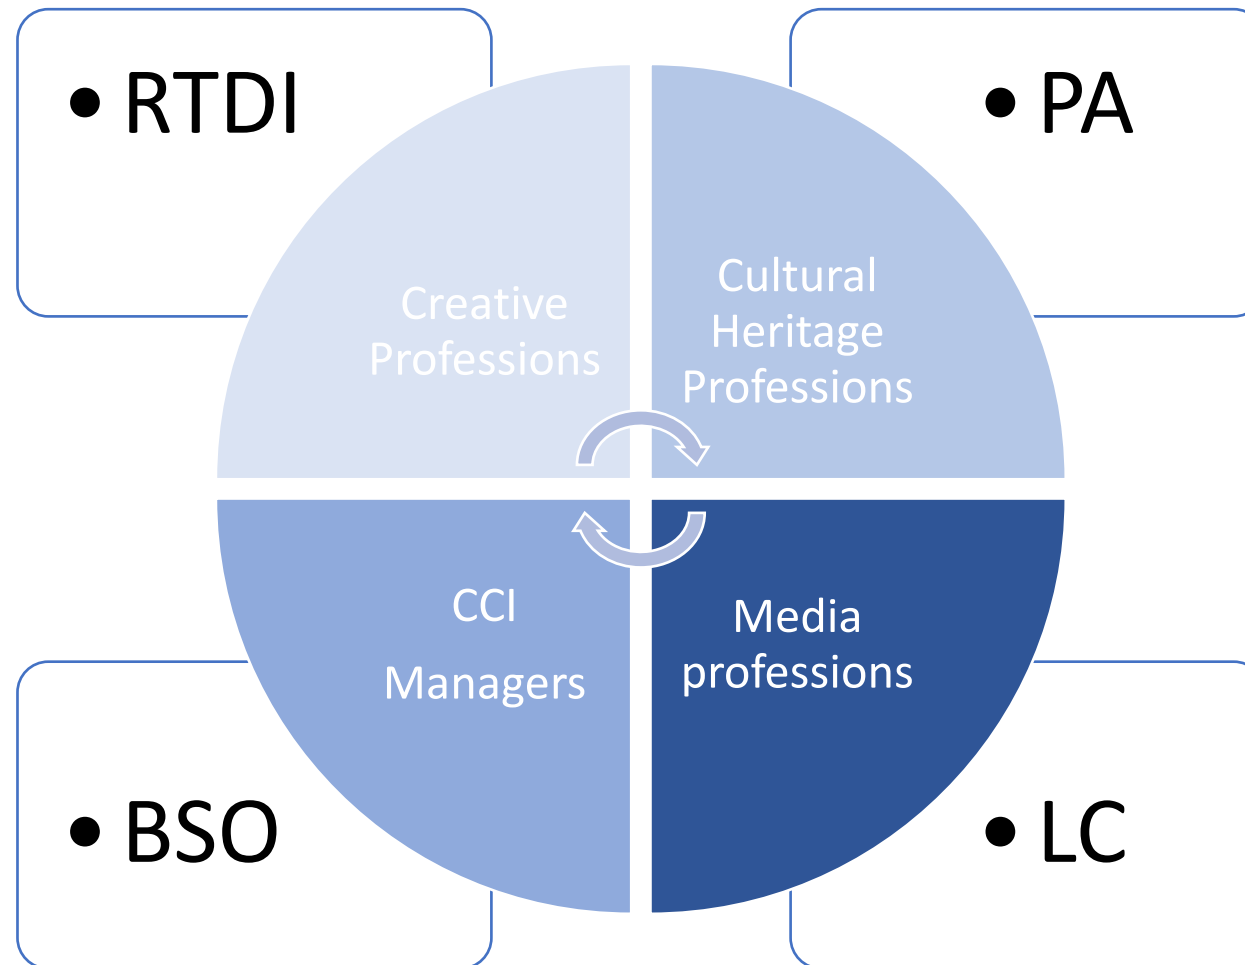 • RTDI
• PA
Creative
Professions
Cultural
Heritage
Professions
CCI
Managers
Media
professions
• BSO
• LC